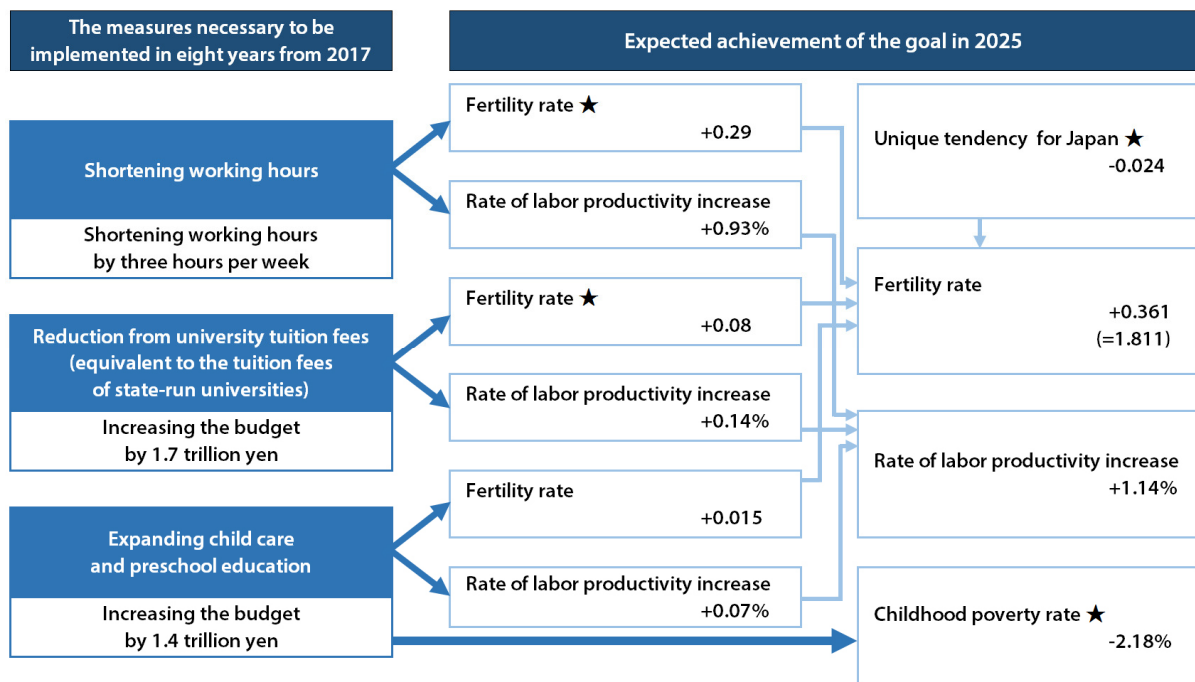 The measures necessary to be
implemented in eight years from 2017
Expected achievement of the goal in 2025
Shortening working hours
Shortening working hours
by three hours per week
Reduction from university tuition fees
(equivalent to the tuition fees
of state-run universities)
Increasing the budget
by 1.7 trillion yen
Expanding child care
and preschool education
Increasing the budget
by 1.4 trillion yen
Fertility rate ★
+0.29
Rate of labor productivity increase
+0.93%
Fertility rate ★
+0.08
Rate of labor productivity increase
+0.14%
Fertility rate
+0.015
Rate of labor productivity increase
+0.07%
Unique tendency for Japan ★
-0.024
Fertility rate
+0.361
(=1.811)
Rate of labor productivity increase
+1.14%
Childhood poverty rate ★
-2.18%